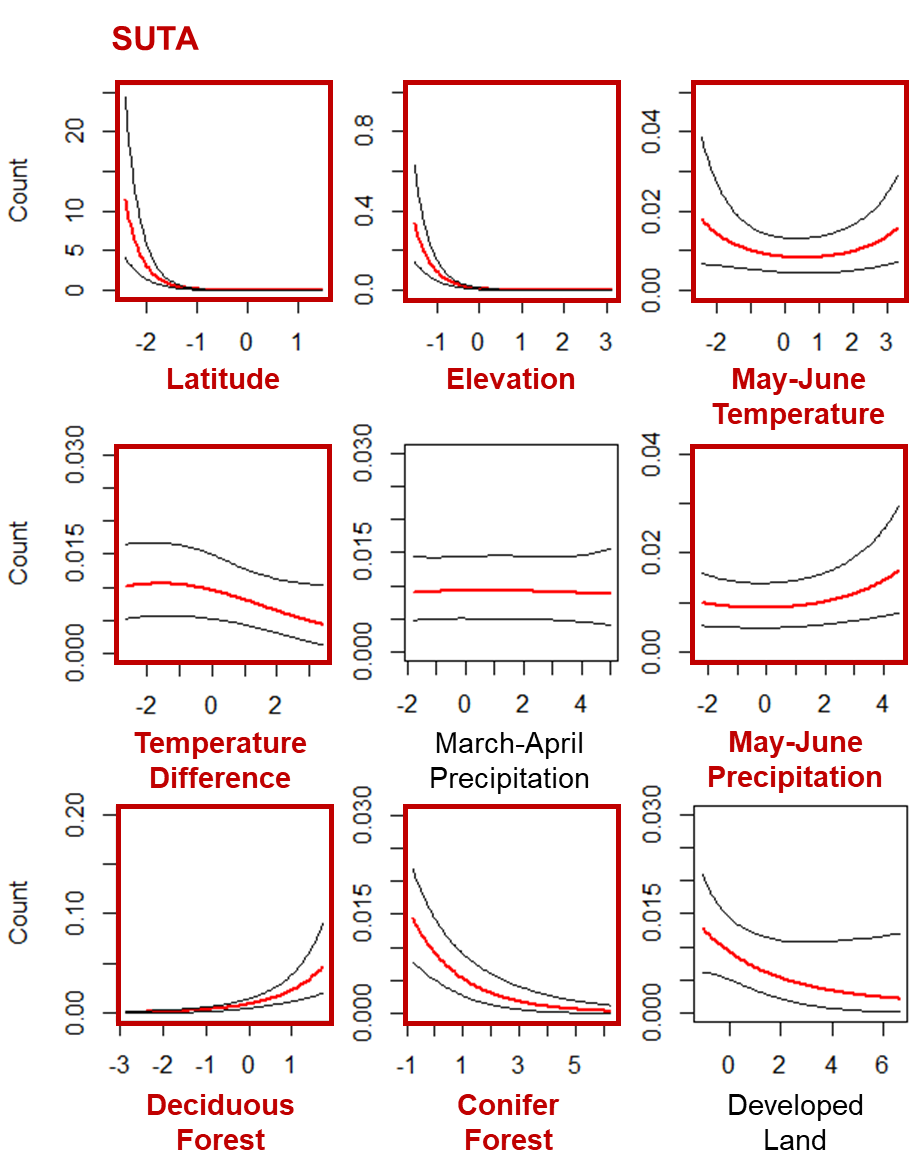 SUTA
Count
0 5 10 20
-2 -1 0 1
Latitude
0.0 0.4 0.8
-1 0 1 2 3
Elevation
0.00 0.02 0.04
-2 0 1 2 3
May-June
Temperature
Count
0.000 0.015 0.030
-2 0 2
Temperature
Difference
0.000 0.015 0.030
-2 0 2 4
March-April
Precipitation
0.00 0.02 0.04
-2 0 2 4
May-June
Precipitation
Count
0.00 0.10 0.20
-3 -2 -1 0 1
Deciduous
Forest
0.000 0.015 0.030
-1 1 3 5
Conifer
Forest
0.000 0.015 0.030
0 2 4 6
Developed
Land